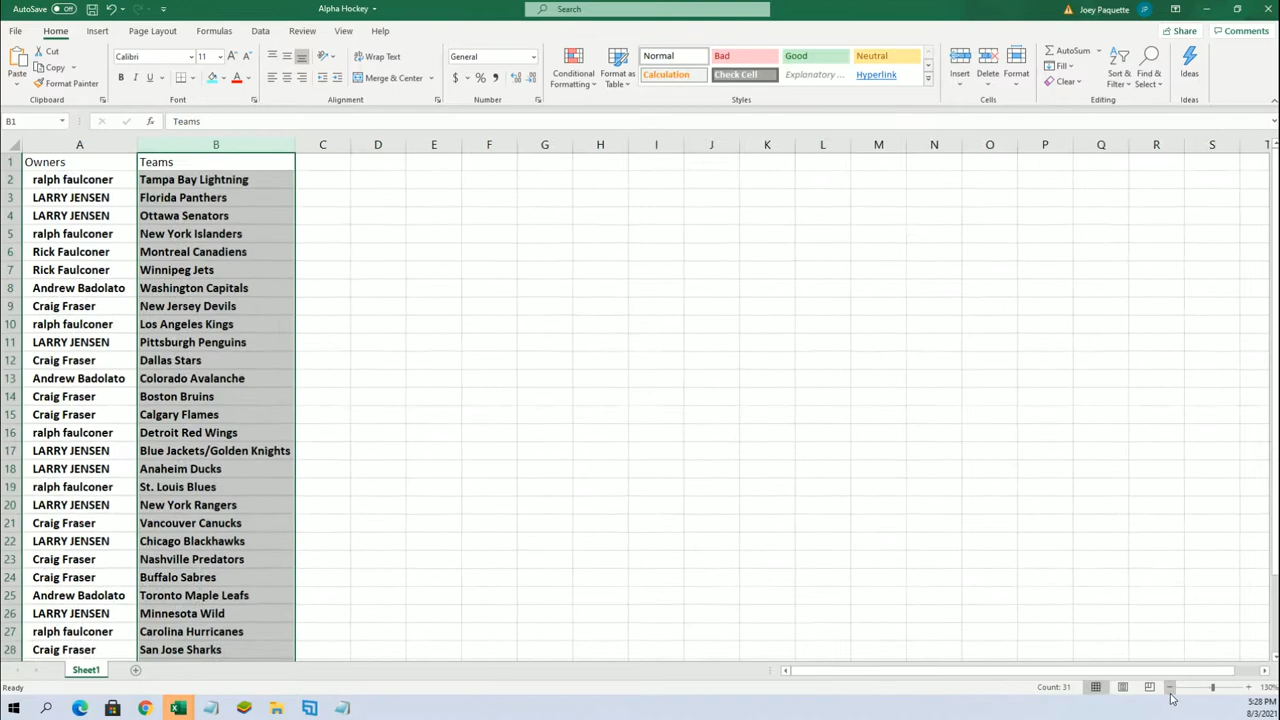 AutoSave Off Alpha Hockey Search Joey Paquette JP
File Home Insert Page Layout Formulas Data Review View Help Share Comments
Paste Cut Copy Format Painter Clipboard
Calibri 11 A A B I U A Font
Wrap Text Merge & Center Alignment
General $ % , Number
Conditional Formatting Format as Table
Normal Bad Good Neutral
Calculation Check Cell Explanatory ... Hyperlink
Styles
Insert Delete Format Cells
AutoSum Fill Clear Sort & Filter Find & Select Editing
Ideas Ideas
B1 fx Teams
A B C D E F G H I J K L M N O P Q R S T
1 Owners Teams
2 ralph faulconer Tampa Bay Lightning
3 LARRY JENSEN Florida Panthers
4 LARRY JENSEN Ottawa Senators
5 ralph faulconer New York Islanders
6 Rick Faulconer Montreal Canadiens
7 Rick Faulconer Winnipeg Jets
8 Andrew Badolato Washington Capitals
9 Craig Fraser New Jersey Devils
10 ralph faulconer Los Angeles Kings
11 LARRY JENSEN Pittsburgh Penguins
12 Craig Fraser Dallas Stars
13 Andrew Badolato Colorado Avalanche
14 Craig Fraser Boston Bruins
15 Craig Fraser Calgary Flames
16 ralph faulconer Detroit Red Wings
17 LARRY JENSEN Blue Jackets/Golden Knights
18 LARRY JENSEN Anaheim Ducks
19 ralph faulconer St. Louis Blues
20 LARRY JENSEN New York Rangers
21 Craig Fraser Vancouver Canucks
22 LARRY JENSEN Chicago Blackhawks
23 Craig Fraser Nashville Predators
24 Craig Fraser Buffalo Sabres
25 Andrew Badolato Toronto Maple Leafs
26 LARRY JENSEN Minnesota Wild
27 ralph faulconer Carolina Hurricanes
28 Craig Fraser San Jose Sharks
Sheet1
Ready Count: 31 130%
5:28 PM
8/3/2021